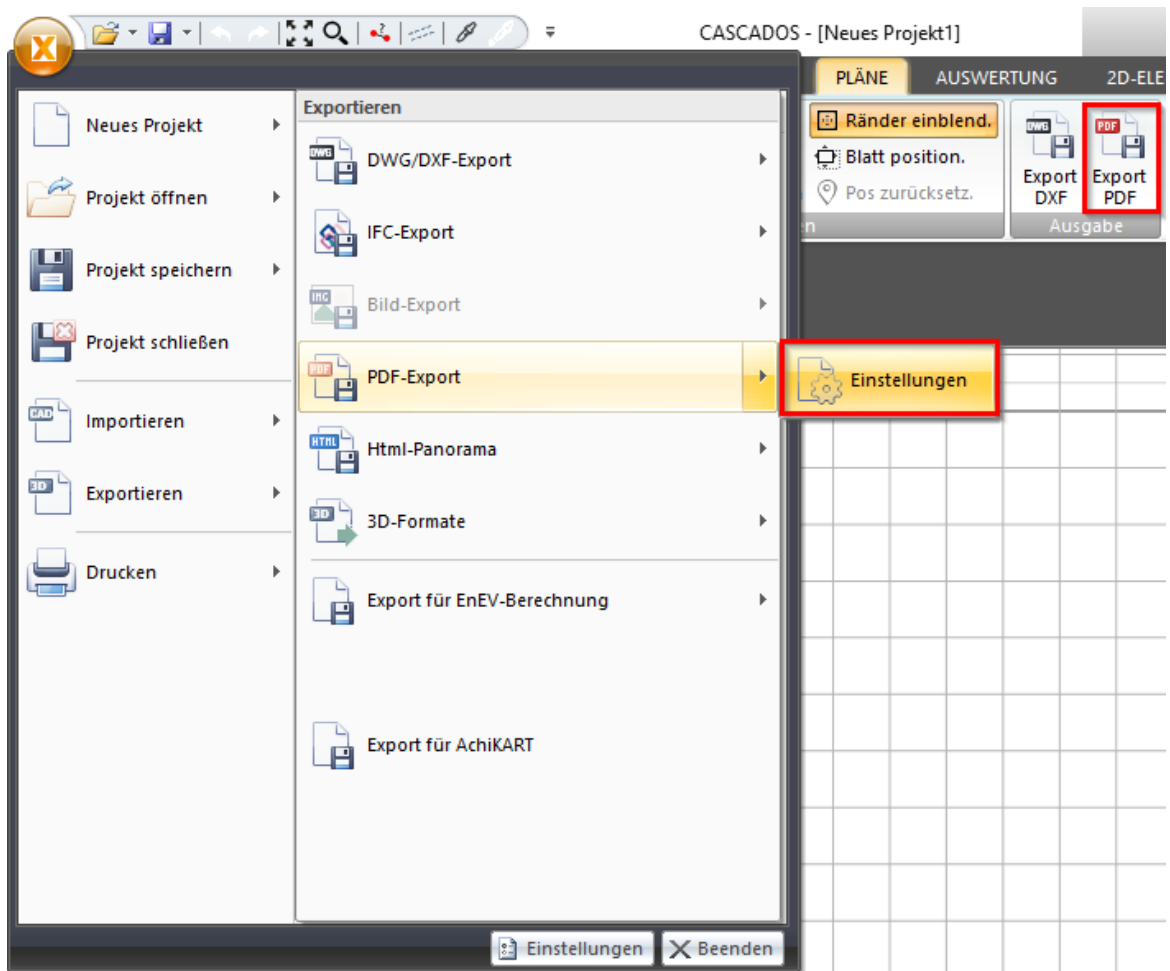 CASCADOS - [Neues Projekt1]
PLÄNE
AUSWERTUNG
2D-ELE
Ränder einblend.
Blatt position.
Pos zurücksetz.
en
DWG
Export DXF
PDF
Export PDF
Ausgabe
Neues Projekt
Projekt öffnen
Projekt speichern
Projekt schließen
CAD
Importieren
3D
Exportieren
Drucken
Exportieren
DWG
DWG/DXF-Export
IFC-Export
IMG
Bild-Export
PDF
PDF-Export
Einstellungen
HTML
Html-Panorama
3D
3D-Formate
Export für EnEV-Berechnung
Export für AchiKART
Einstellungen
Beenden